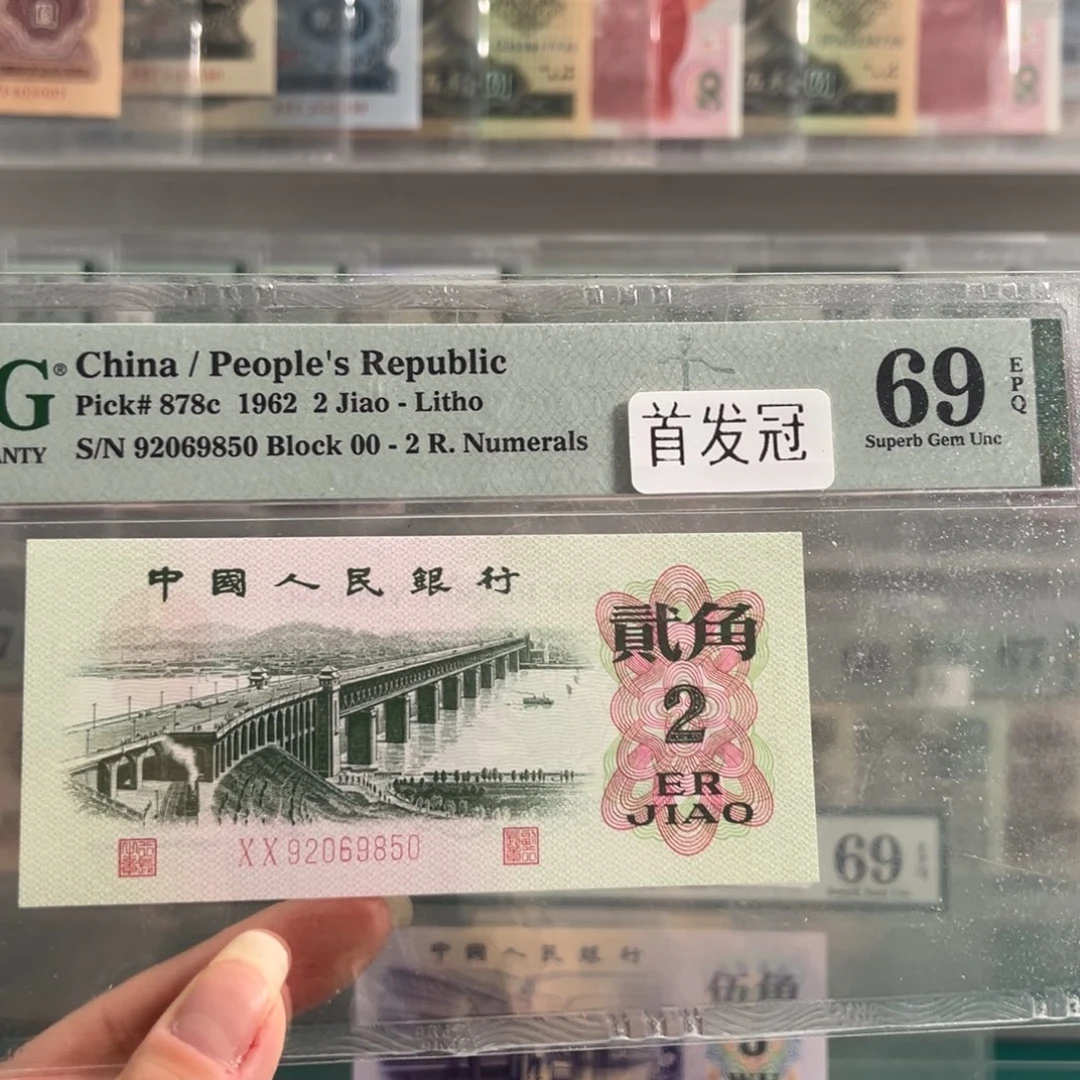 G® China / People's Republic
Pick# 878c 1962 2 Jiao - Litho
ANTY S/N 92069850 Block 00 - 2 R. Numerals
首发冠
69
EPQ
Superb Gem Unc
中國人民銀行
貳角
2
ER
JIAO
XX92069850
69
中國人民銀行
伍角